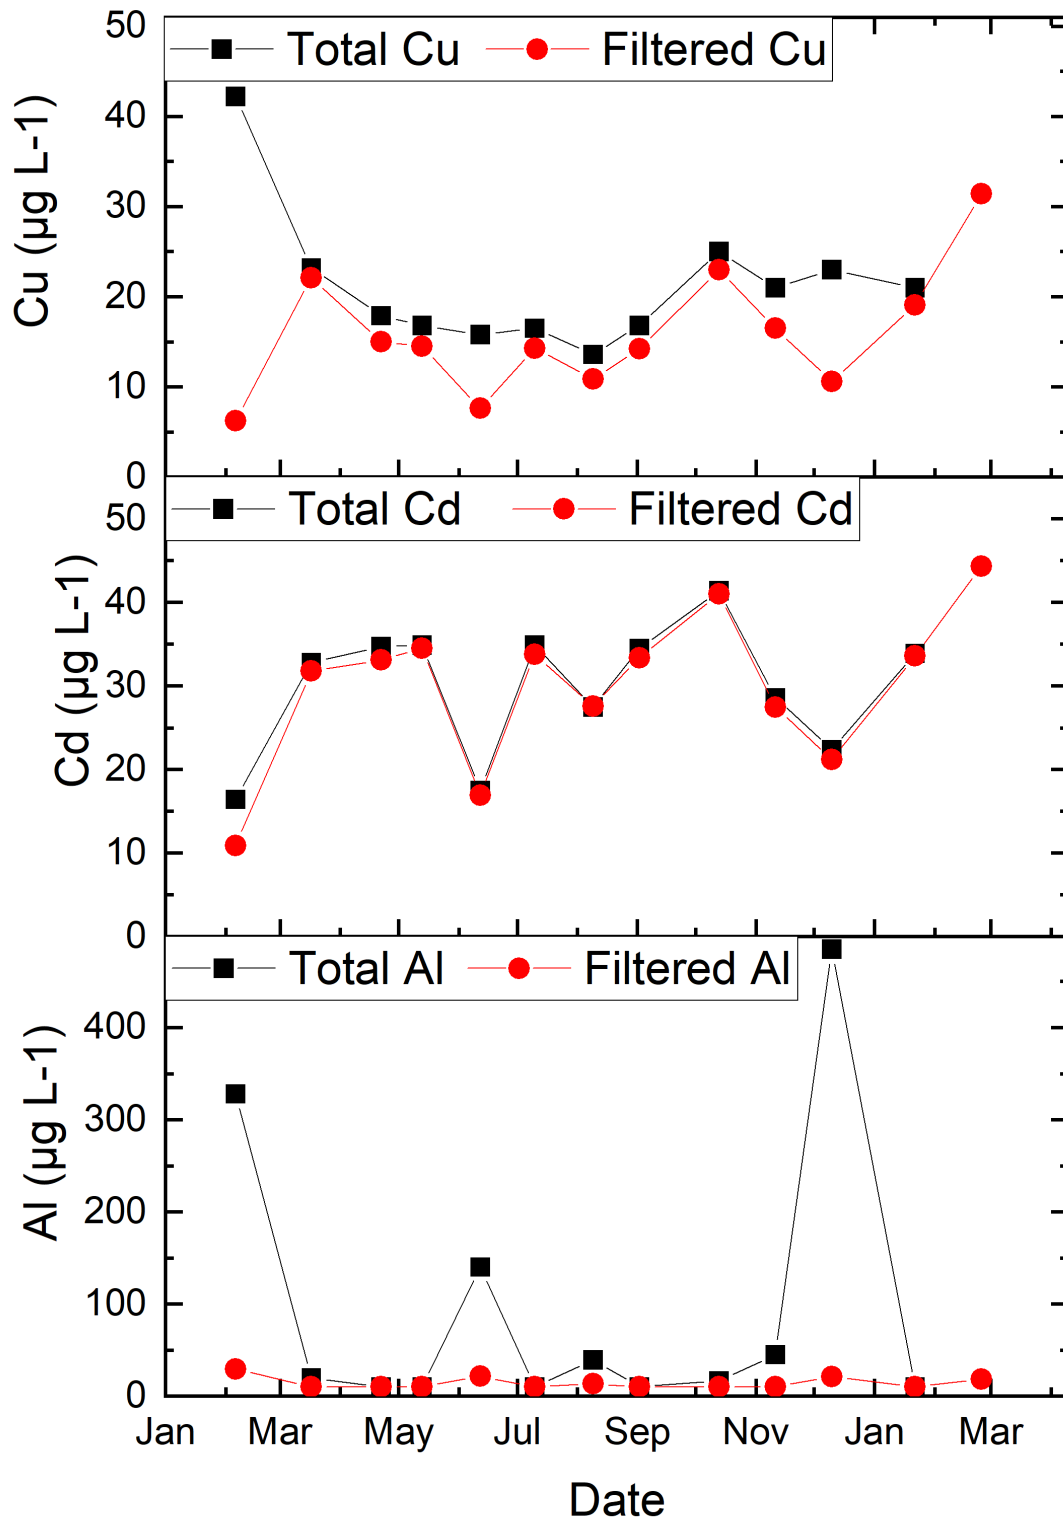 Total Cu Filtered Cu
50
40
30
20
10
0
Cu (µg L-1)
Total Cd Filtered Cd
50
40
30
20
10
0
Cd (µg L-1)
Total Al Filtered Al
400
300
200
100
0
Al (µg L-1)
Jan Mar May Jul Sep Nov Jan Mar
Date